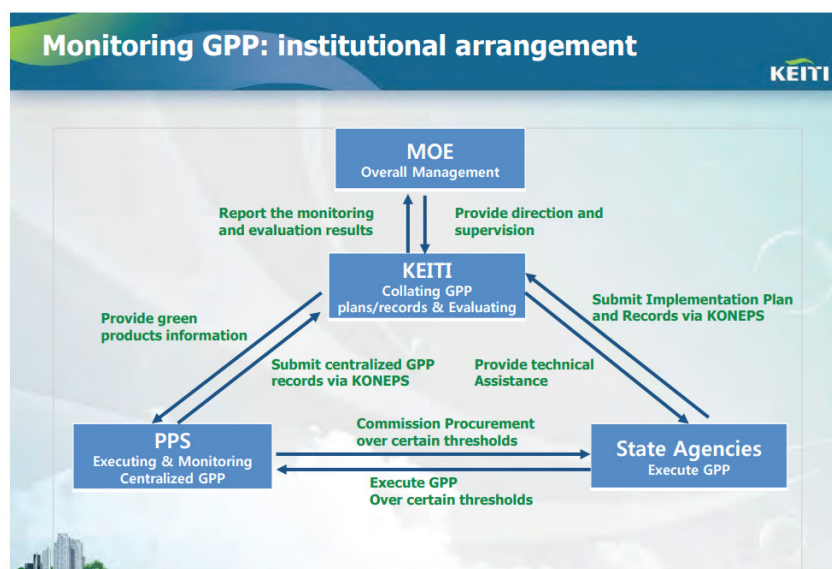 Monitoring GPP: institutional arrangement
KEITI
MOE
Overall Management
Report the monitoring
and evaluation results
Provide direction and
supervision
KEITI
Collating GPP
plans/records & Evaluating
Submit Implementation Plan
and Records via KONEPS
Provide green
products information
Submit centralized GPP
records via KONEPS
Provide technical
Assistance
Commission Procurement
over certain thresholds
PPS
Executing & Monitoring
Centralized GPP
State Agencies
Execute GPP
Execute GPP
Over certain thresholds